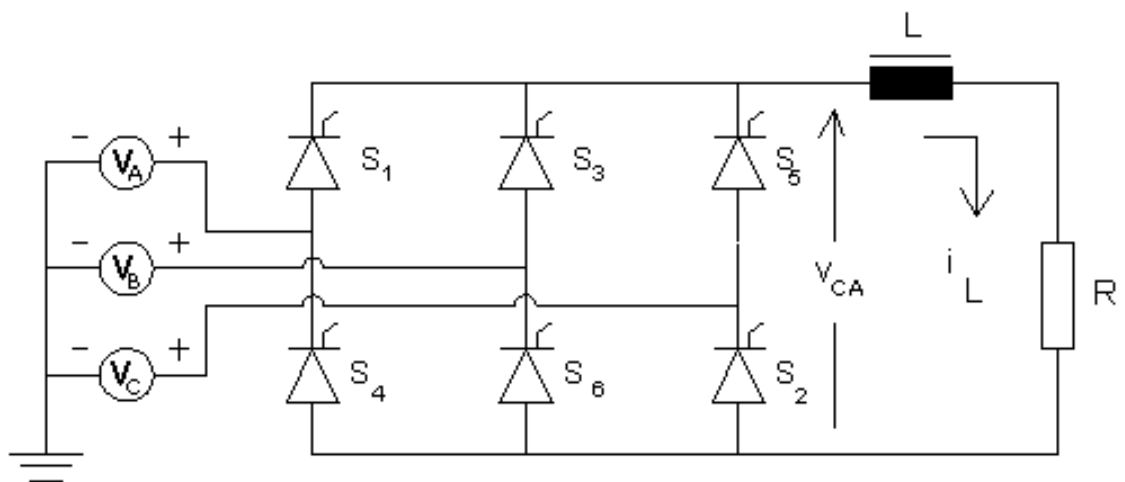 L
- V_A +
S_1
S_3
S_5
- V_B +
v_CA
i_L
R
- V_C +
S_4
S_6
S_2